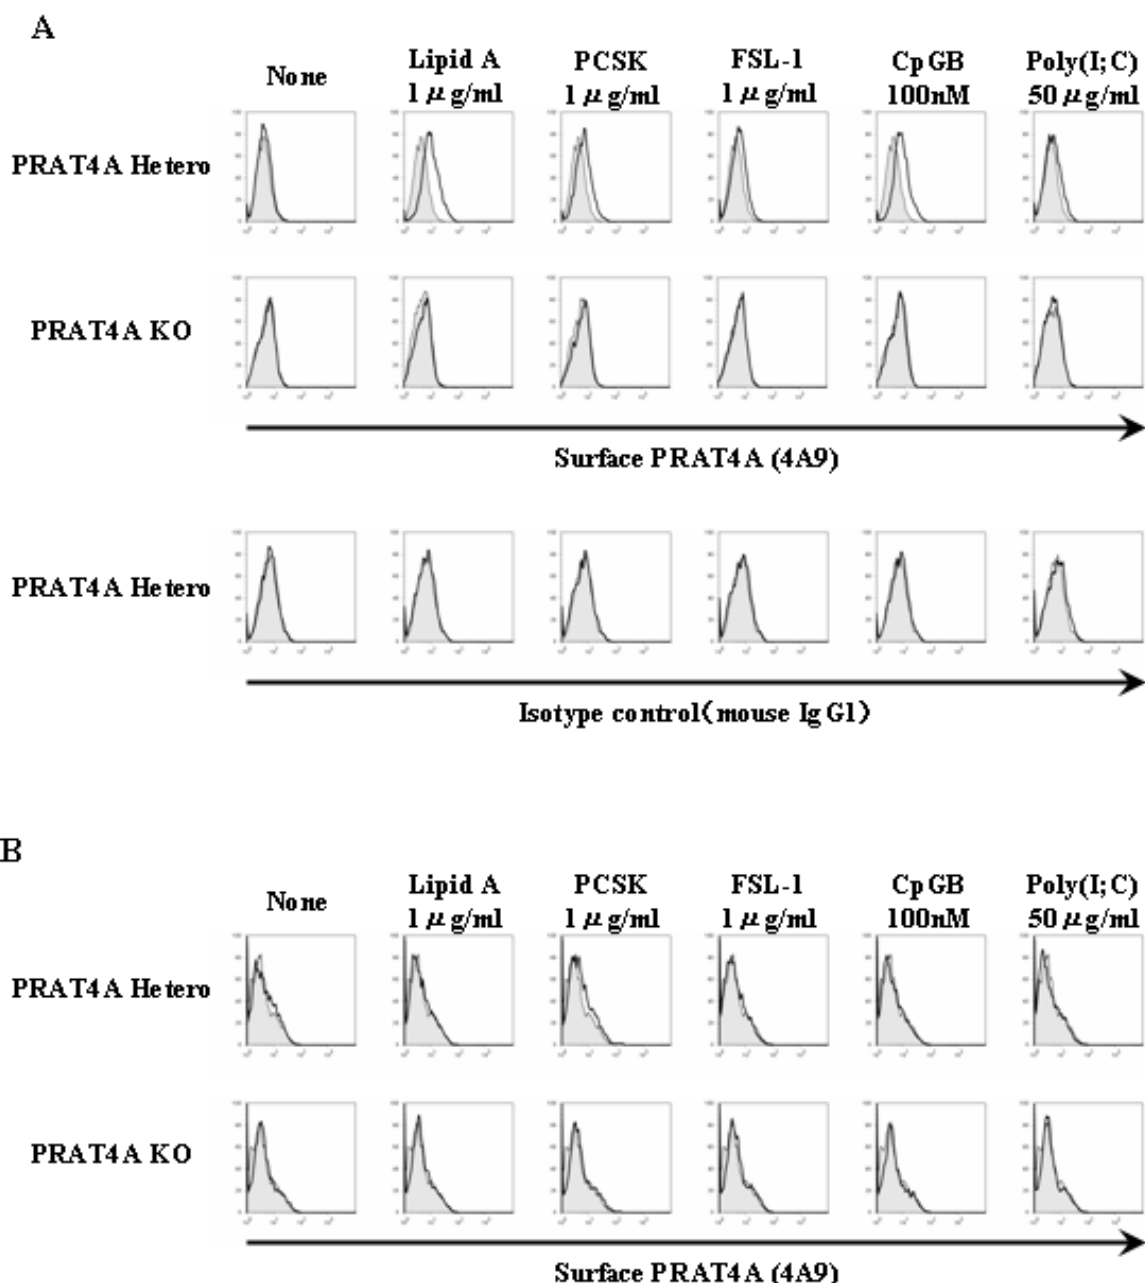 A
None
Lipid A
1 μg/ml
PCSK
1 μg/ml
FSL-1
1 μg/ml
CpGB
100nM
Poly(I;C)
50 μg/ml
PRAT4A Hetero
PRAT4A KO
Surface PRAT4A (4A9)
PRAT4A Hetero
Isotype control(mouse IgG1)
B
None
Lipid A
1 μg/ml
PCSK
1 μg/ml
FSL-1
1 μg/ml
CpGB
100nM
Poly(I;C)
50 μg/ml
PRAT4A Hetero
PRAT4A KO
Surface PRAT4A (4A9)